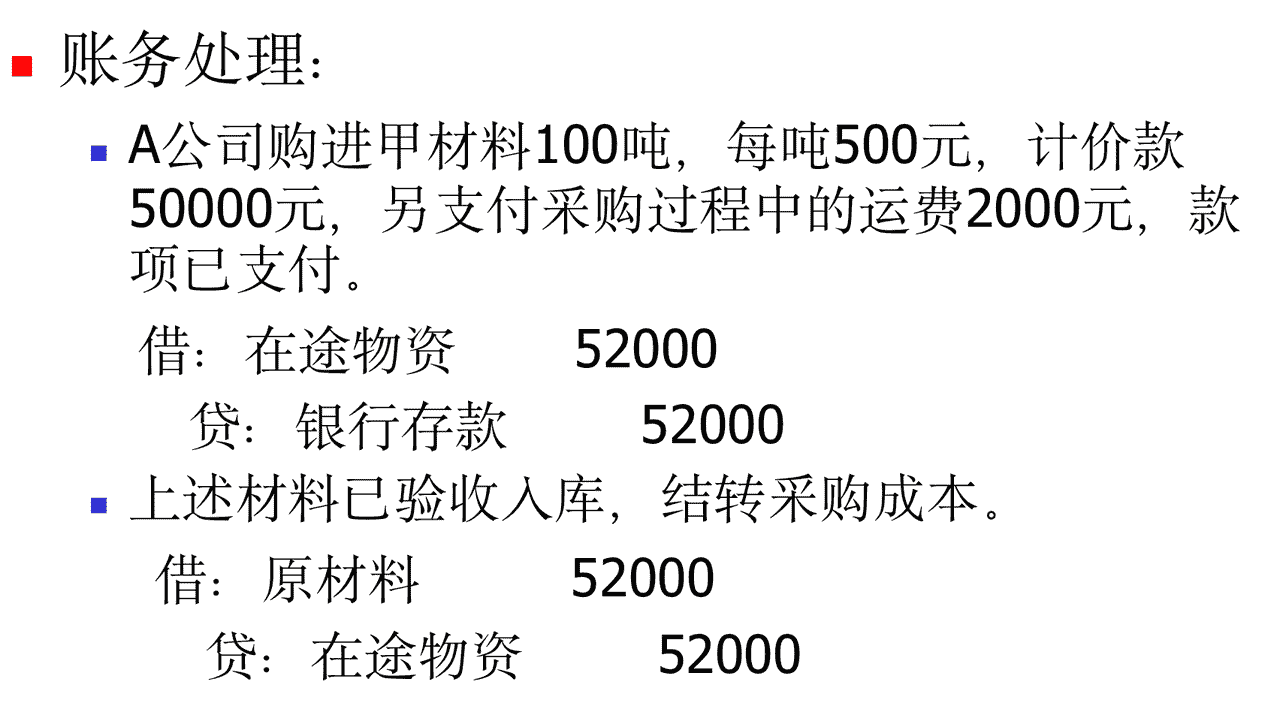 账务处理：
A公司购进甲材料100吨，每吨500元，计价款
50000元，另支付采购过程中的运费2000元，款
项已支付。
借：在途物资 52000
贷：银行存款 52000
上述材料已验收入库，结转采购成本。
借：原材料 52000
贷：在途物资 52000